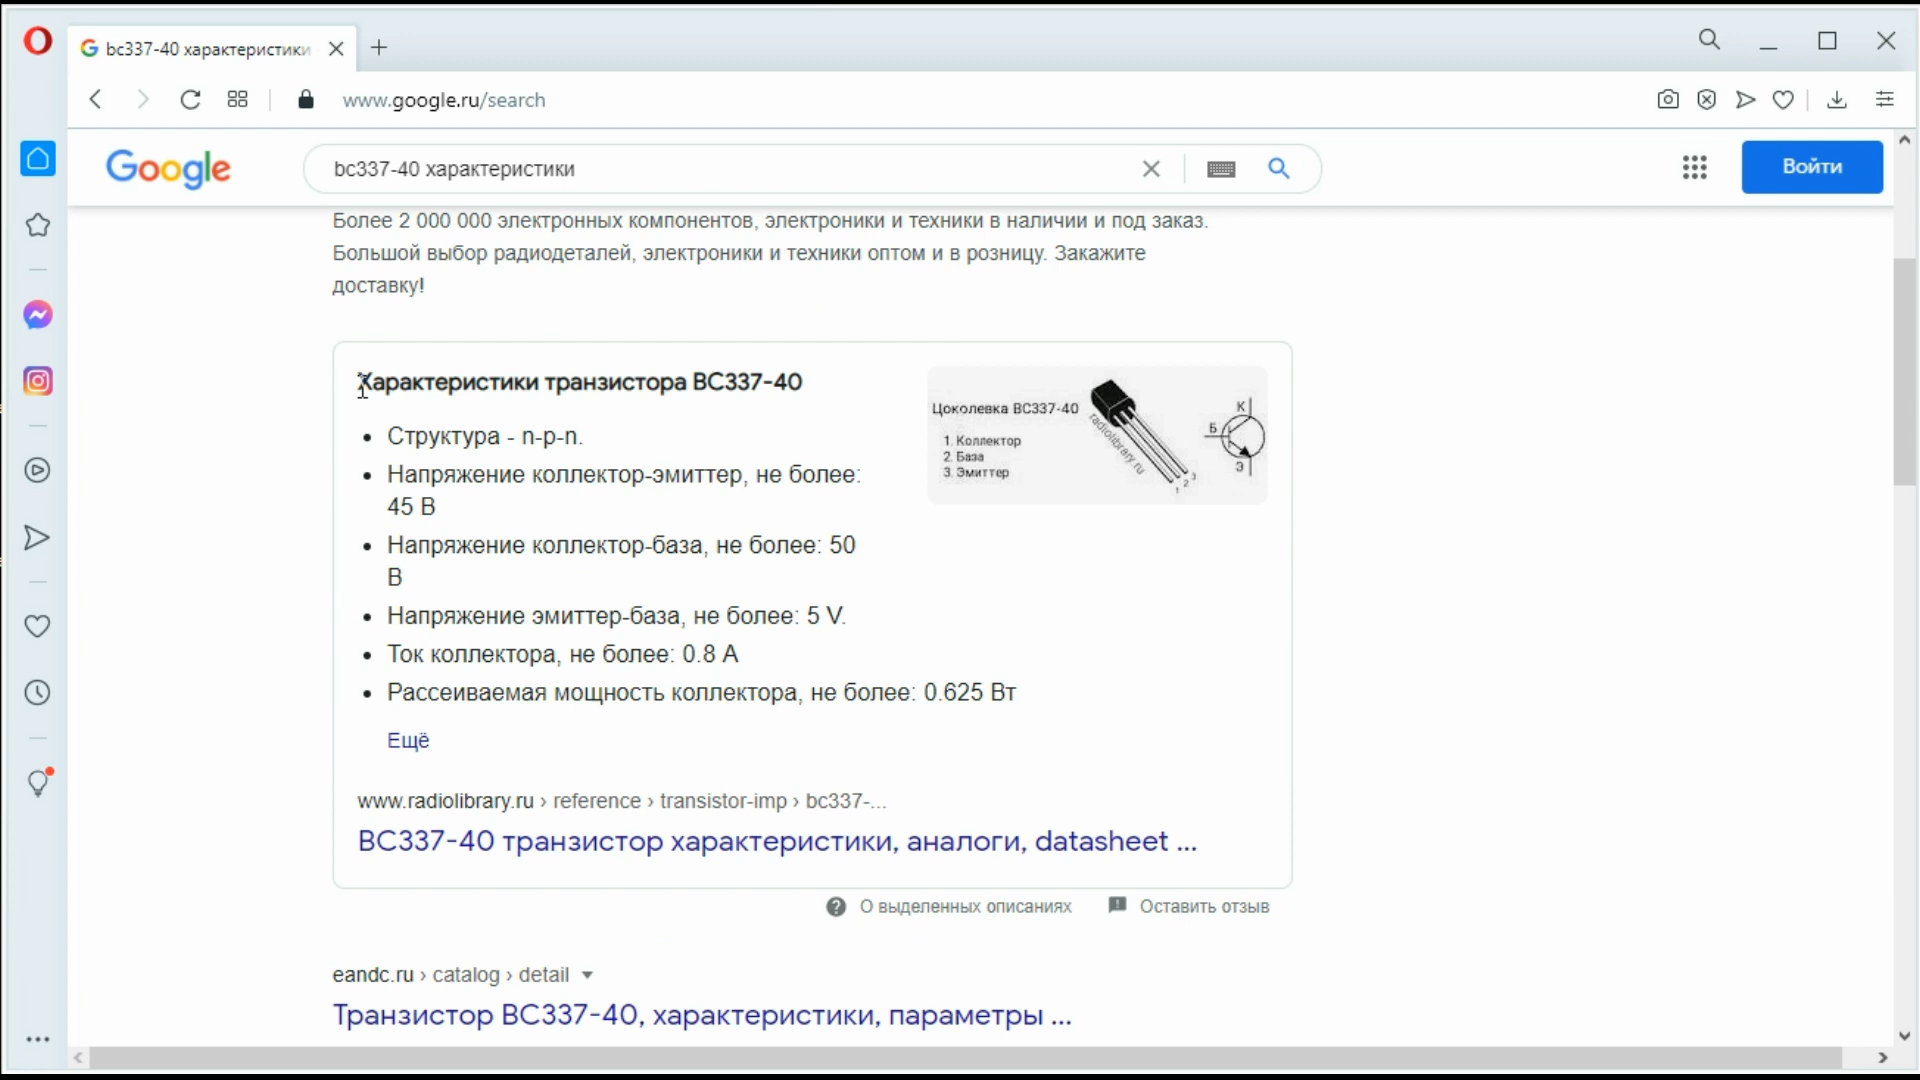 bc337-40 характеристики
www.google.ru/search
Google
bc337-40 характеристики
Войти
Более 2 000 000 электронных компонентов, электроники и техники в наличии и под заказ.
Большой выбор радиодеталей, электроники и техники оптом и в розницу. Закажите
доставку!
Характеристики транзистора BC337-40
Структура - n-p-n.
Напряжение коллектор-эмиттер, не более:
45 В
Напряжение коллектор-база, не более: 50
В
Напряжение эмиттер-база, не более: 5 V.
Ток коллектора, не более: 0.8 А
Рассеиваемая мощность коллектора, не более: 0.625 Вт
Ещё
Цоколевка BC337-40
1. Коллектор
2. База
3. Эмиттер
radiolibrary.ru
1 2 3
К
Б
Э
www.radiolibrary.ru › reference › transistor-imp › bc337-...
BC337-40 транзистор характеристики, аналоги, datasheet ...
О выделенных описаниях
Оставить отзыв
eandc.ru › catalog › detail
Транзистор BC337-40, характеристики, параметры ...